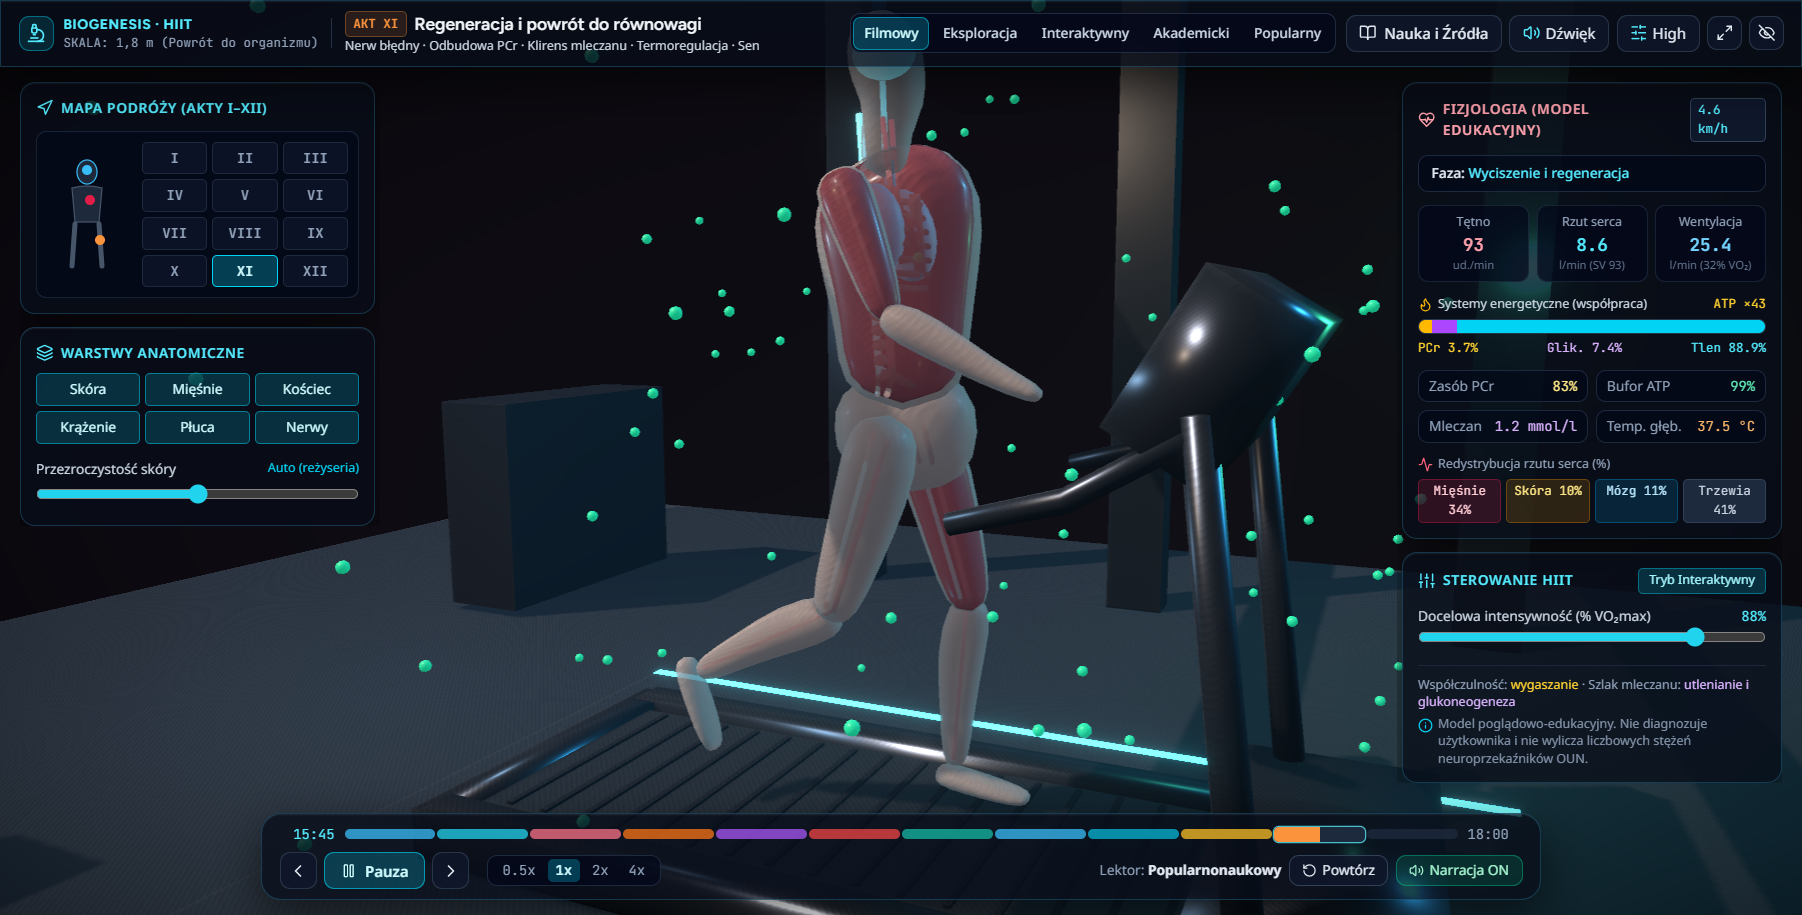 BIOGENESIS · HIIT
SKALA: 1,8 m (Powrót do organizmu)
AKT XI
Regeneracja i powrót do równowagi
Nerw błędny · Odbudowa PCr · Klirens mleczanu · Termoregulacja · Sen
Filmowy
Eksploracja
Interaktywny
Akademicki
Popularny
Nauka i Źródła
Dźwięk
High
MAPA PODRÓŻY (AKTY I–XII)
I
II
III
IV
V
VI
VII
VIII
IX
X
XI
XII
WARSTWY ANATOMICZNE
Skóra
Mięśnie
Kościec
Krążenie
Płuca
Nerwy
Przezroczystość skóry
Auto (reżyseria)
FIZJOLOGIA (MODEL
EDUKACYJNY)
4.6
km/h
Faza: Wyciszenie i regeneracja
Tętno
93
ud./min
Rzut serca
8.6
l/min (SV 93)
Wentylacja
25.4
l/min (32% VO₂)
Systemy energetyczne (współpraca)
ATP ×43
PCr 3.7%
Glik. 7.4%
Tlen 88.9%
Zasób PCr 83%
Bufor ATP 99%
Mleczan 1.2 mmol/l
Temp. głęb. 37.5 °C
Redystrybucja rzutu serca (%)
Mięśnie
34%
Skóra 10%
Mózg 11%
Trzewia
41%
STEROWANIE HIIT
Tryb Interaktywny
Docelowa intensywność (% VO₂max)
88%
Współczulność: wygaszanie · Szlak mleczanu: utlenianie i
glukoneogeneza
Model poglądowo-edukacyjny. Nie diagnozuje
użytkownika i nie wylicza liczbowych stężeń
neuroprzekaźników OUN.
15:45
18:00
Pauza
0.5x
1x
2x
4x
Lektor: Popularnonaukowy
Powtórz
Narracja ON